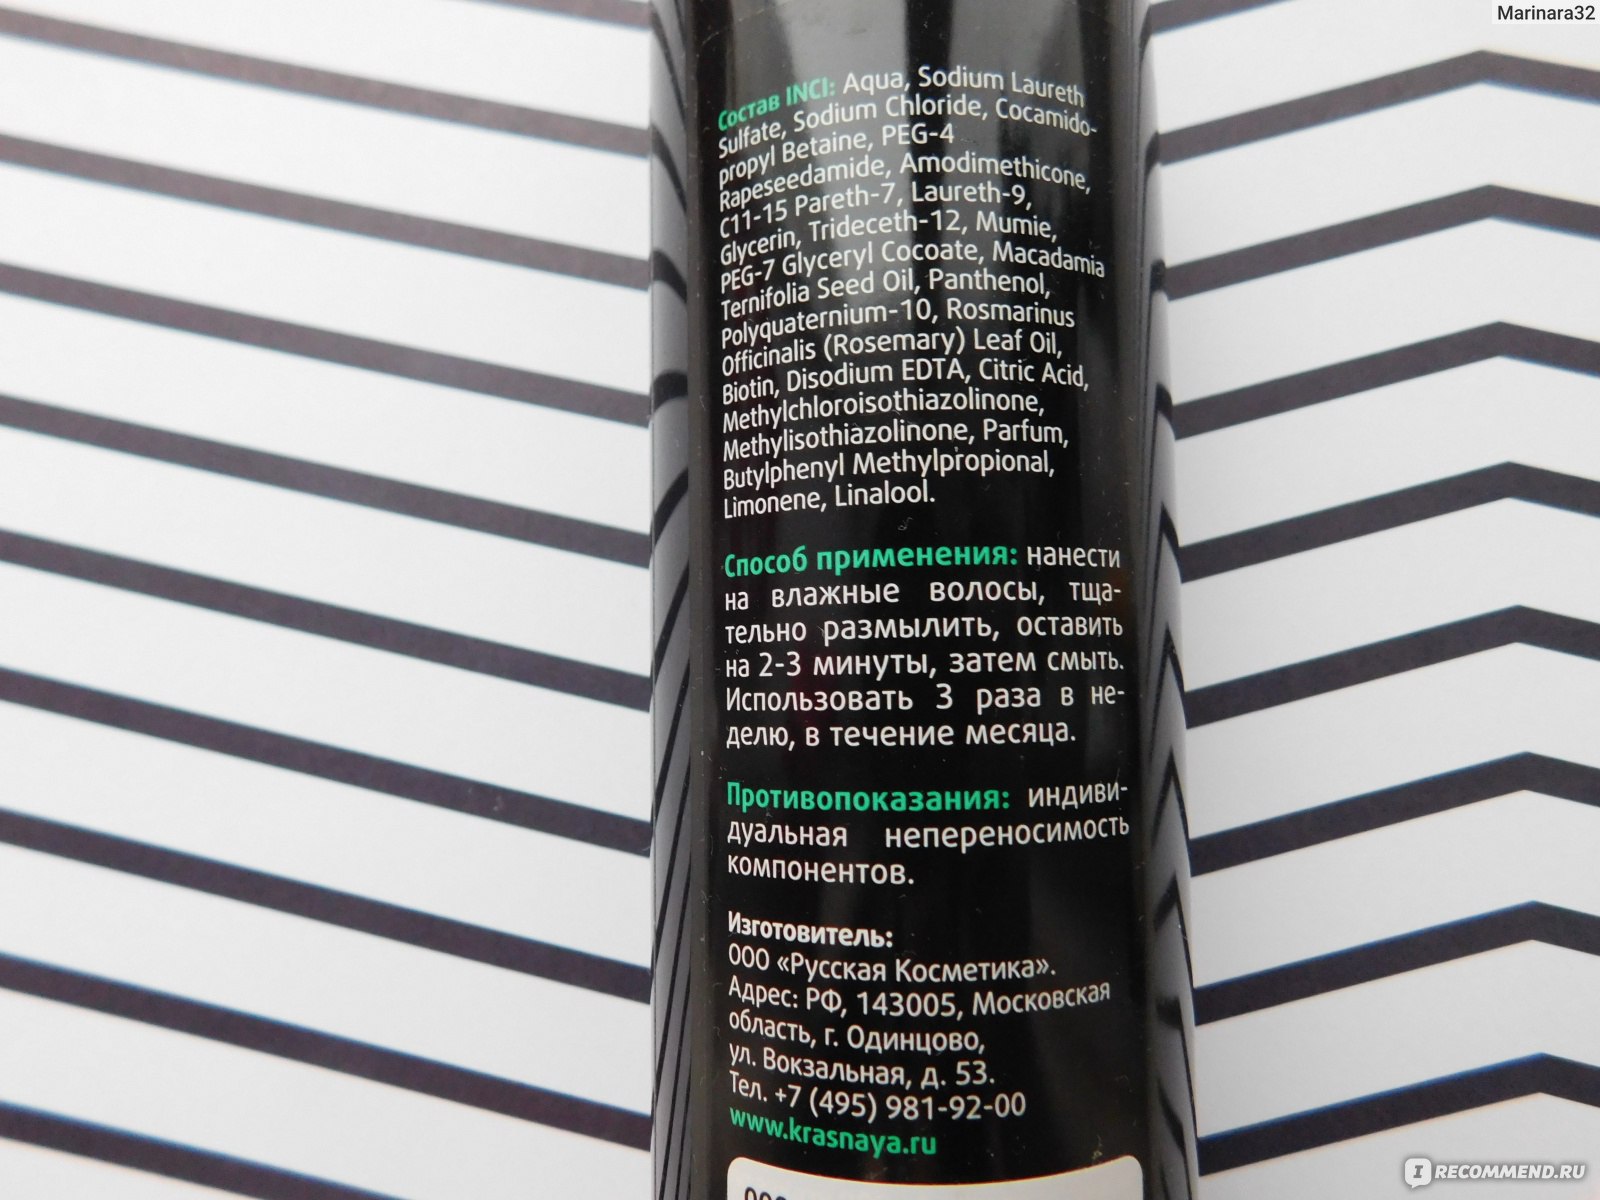 Marinara32
Состав INCI: Aqua, Sodium Laureth
Sulfate, Sodium Chloride, Cocamido-
propyl Betaine, PEG-4
Rapeseedamide, Amodimethicone,
C11-15 Pareth-7, Laureth-9,
Glycerin, Trideceth-12, Mumie,
PEG-7 Glyceryl Cocoate, Macadamia
Ternifolia Seed Oil, Panthenol,
Polyquaternium-10, Rosmarinus
Officinalis (Rosemary) Leaf Oil,
Biotin, Disodium EDTA, Citric Acid,
Methylchloroisothiazolinone,
Methylisothiazolinone, Parfum,
Butylphenyl Methylpropional,
Limonene, Linalool.
Способ применения: нанести
на влажные волосы, тща-
тельно размылить, оставить
на 2-3 минуты, затем смыть.
Использовать 3 раза в не-
делю, в течение месяца.
Противопоказания: индиви-
дуальная непереносимость
компонентов.
Изготовитель:
ООО «Русская Косметика».
Адрес: РФ, 143005, Московская
область, г. Одинцово,
ул. Вокзальная, д. 53.
Тел. +7 (495) 981-92-00
www.krasnaya.ru
I RECOMMEND.RU